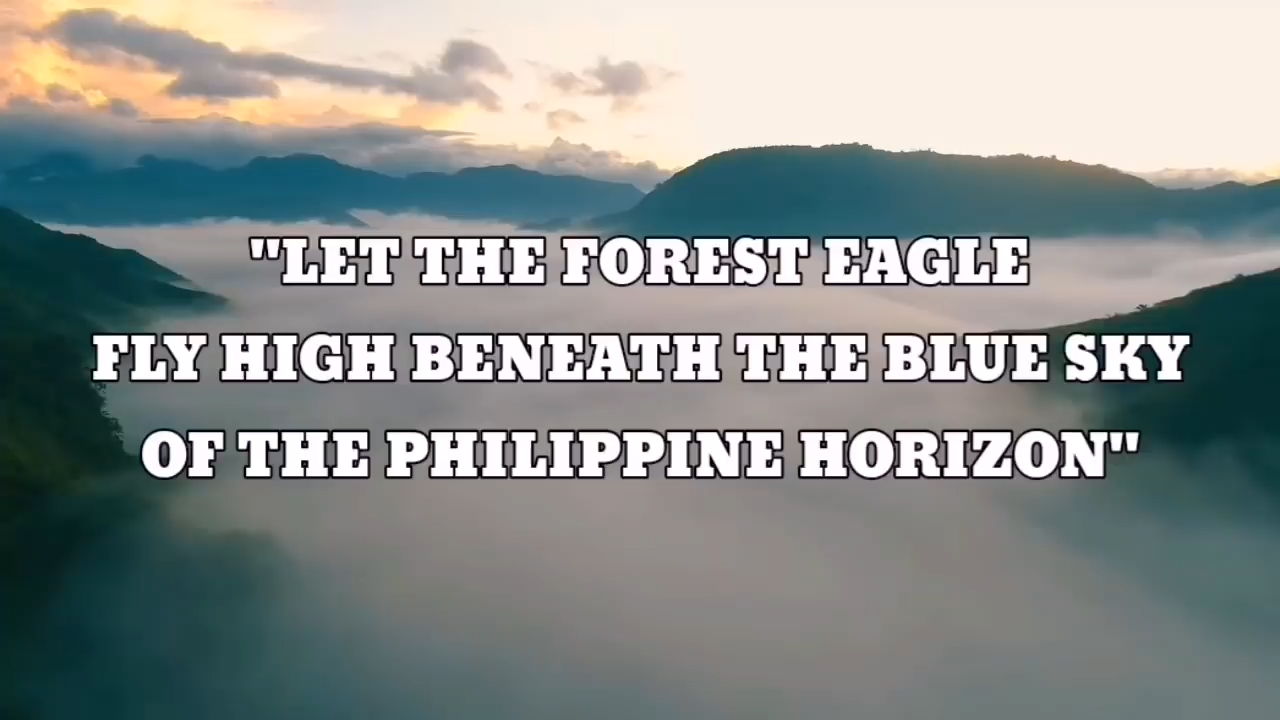 "LET THE FOREST EAGLE
FLY HIGH BENEATH THE BLUE SKY
OF THE PHILIPPINE HORIZON"